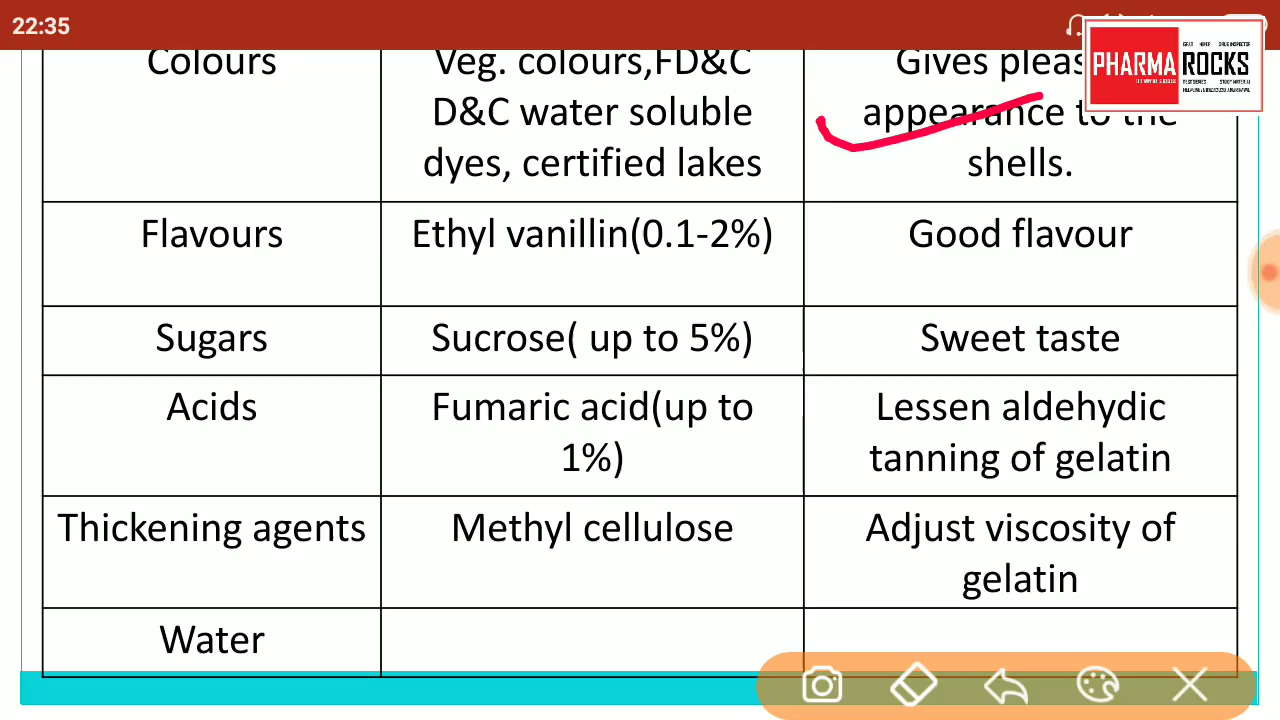 22:35
PHARMA ROCKS
Colours
Veg. colours,FD&C
D&C water soluble
dyes, certified lakes
Gives
appearance to the
shells.
Flavours
Ethyl vanillin(0.1-2%)
Good flavour
Sugars
Sucrose( up to 5%)
Sweet taste
Acids
Fumaric acid(up to
1%)
Lessen aldehydic
tanning of gelatin
Thickening agents
Methyl cellulose
Adjust viscosity of
gelatin
Water